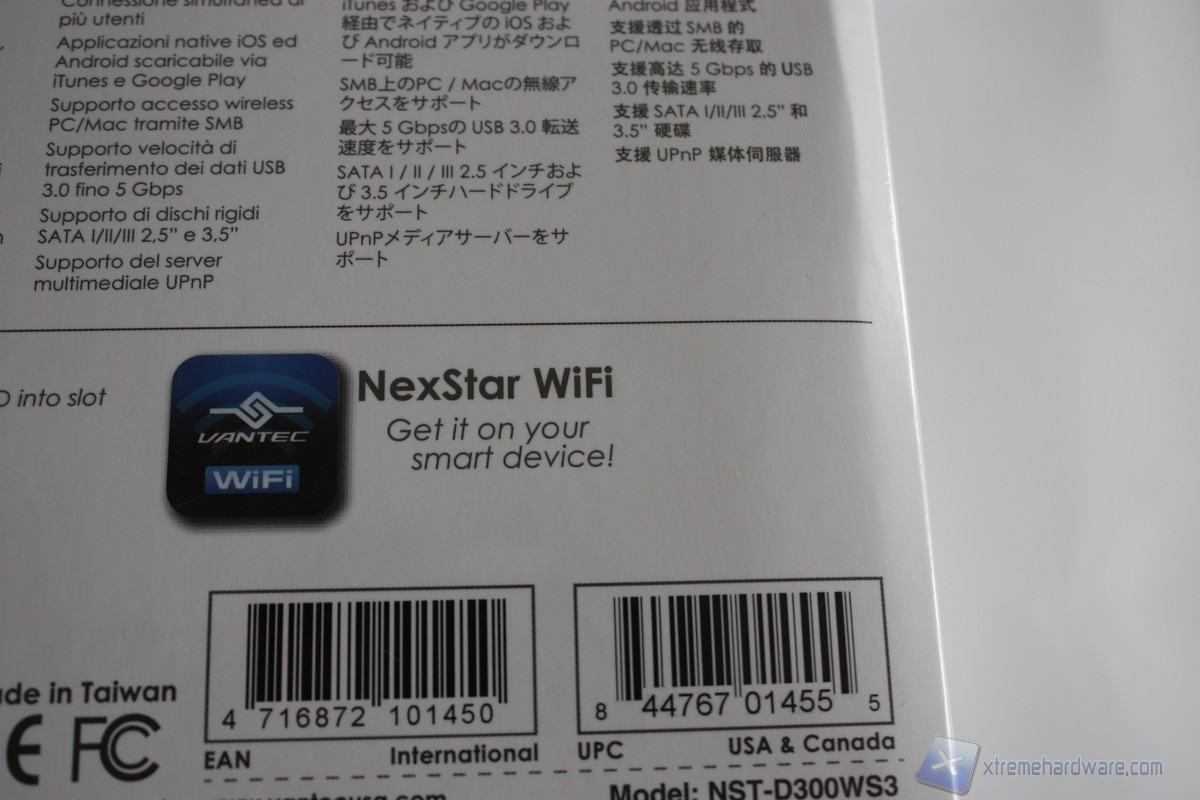 Connessione simultanea di
più utenti
Applicazioni native iOS ed
Android scaricabile via
iTunes e Google Play
Supporto accesso wireless
PC/Mac tramite SMB
Supporto velocità di
trasferimento dei dati USB
3.0 fino 5 Gbps
Supporto di dischi rigidi
SATA I/II/III 2,5” e 3,5”
Supporto del server
multimediale UPnP
iTunes および Google Play
経由でネイティブの iOS およ
び Android アプリがダウンロ
ード可能
SMB上のPC / Macの無線ア
クセスをサポート
最大 5 Gbpsの USB 3.0 転送
速度をサポート
SATA I / II / III 2.5 インチおよ
び 3.5 インチハードドライブ
をサポート
UPnPメディアサーバーをサ
ポート
Android 应用程式
支援透过 SMB 的
PC/Mac 无线存取
支援高达 5 Gbps 的 USB
3.0 传输速率
支援 SATA I/II/III 2.5” 和
3.5” 硬碟
支援 UPnP 媒体伺服器
into slot
VANTEC
WiFi
NexStar WiFi
Get it on your
smart device!
in Taiwan
CE FC
4 716872 101450
EAN International
8 44767 01455 5
UPC USA & Canada
www.vantecusa.com
Model: NST-D300WS3
xtremehardware.com